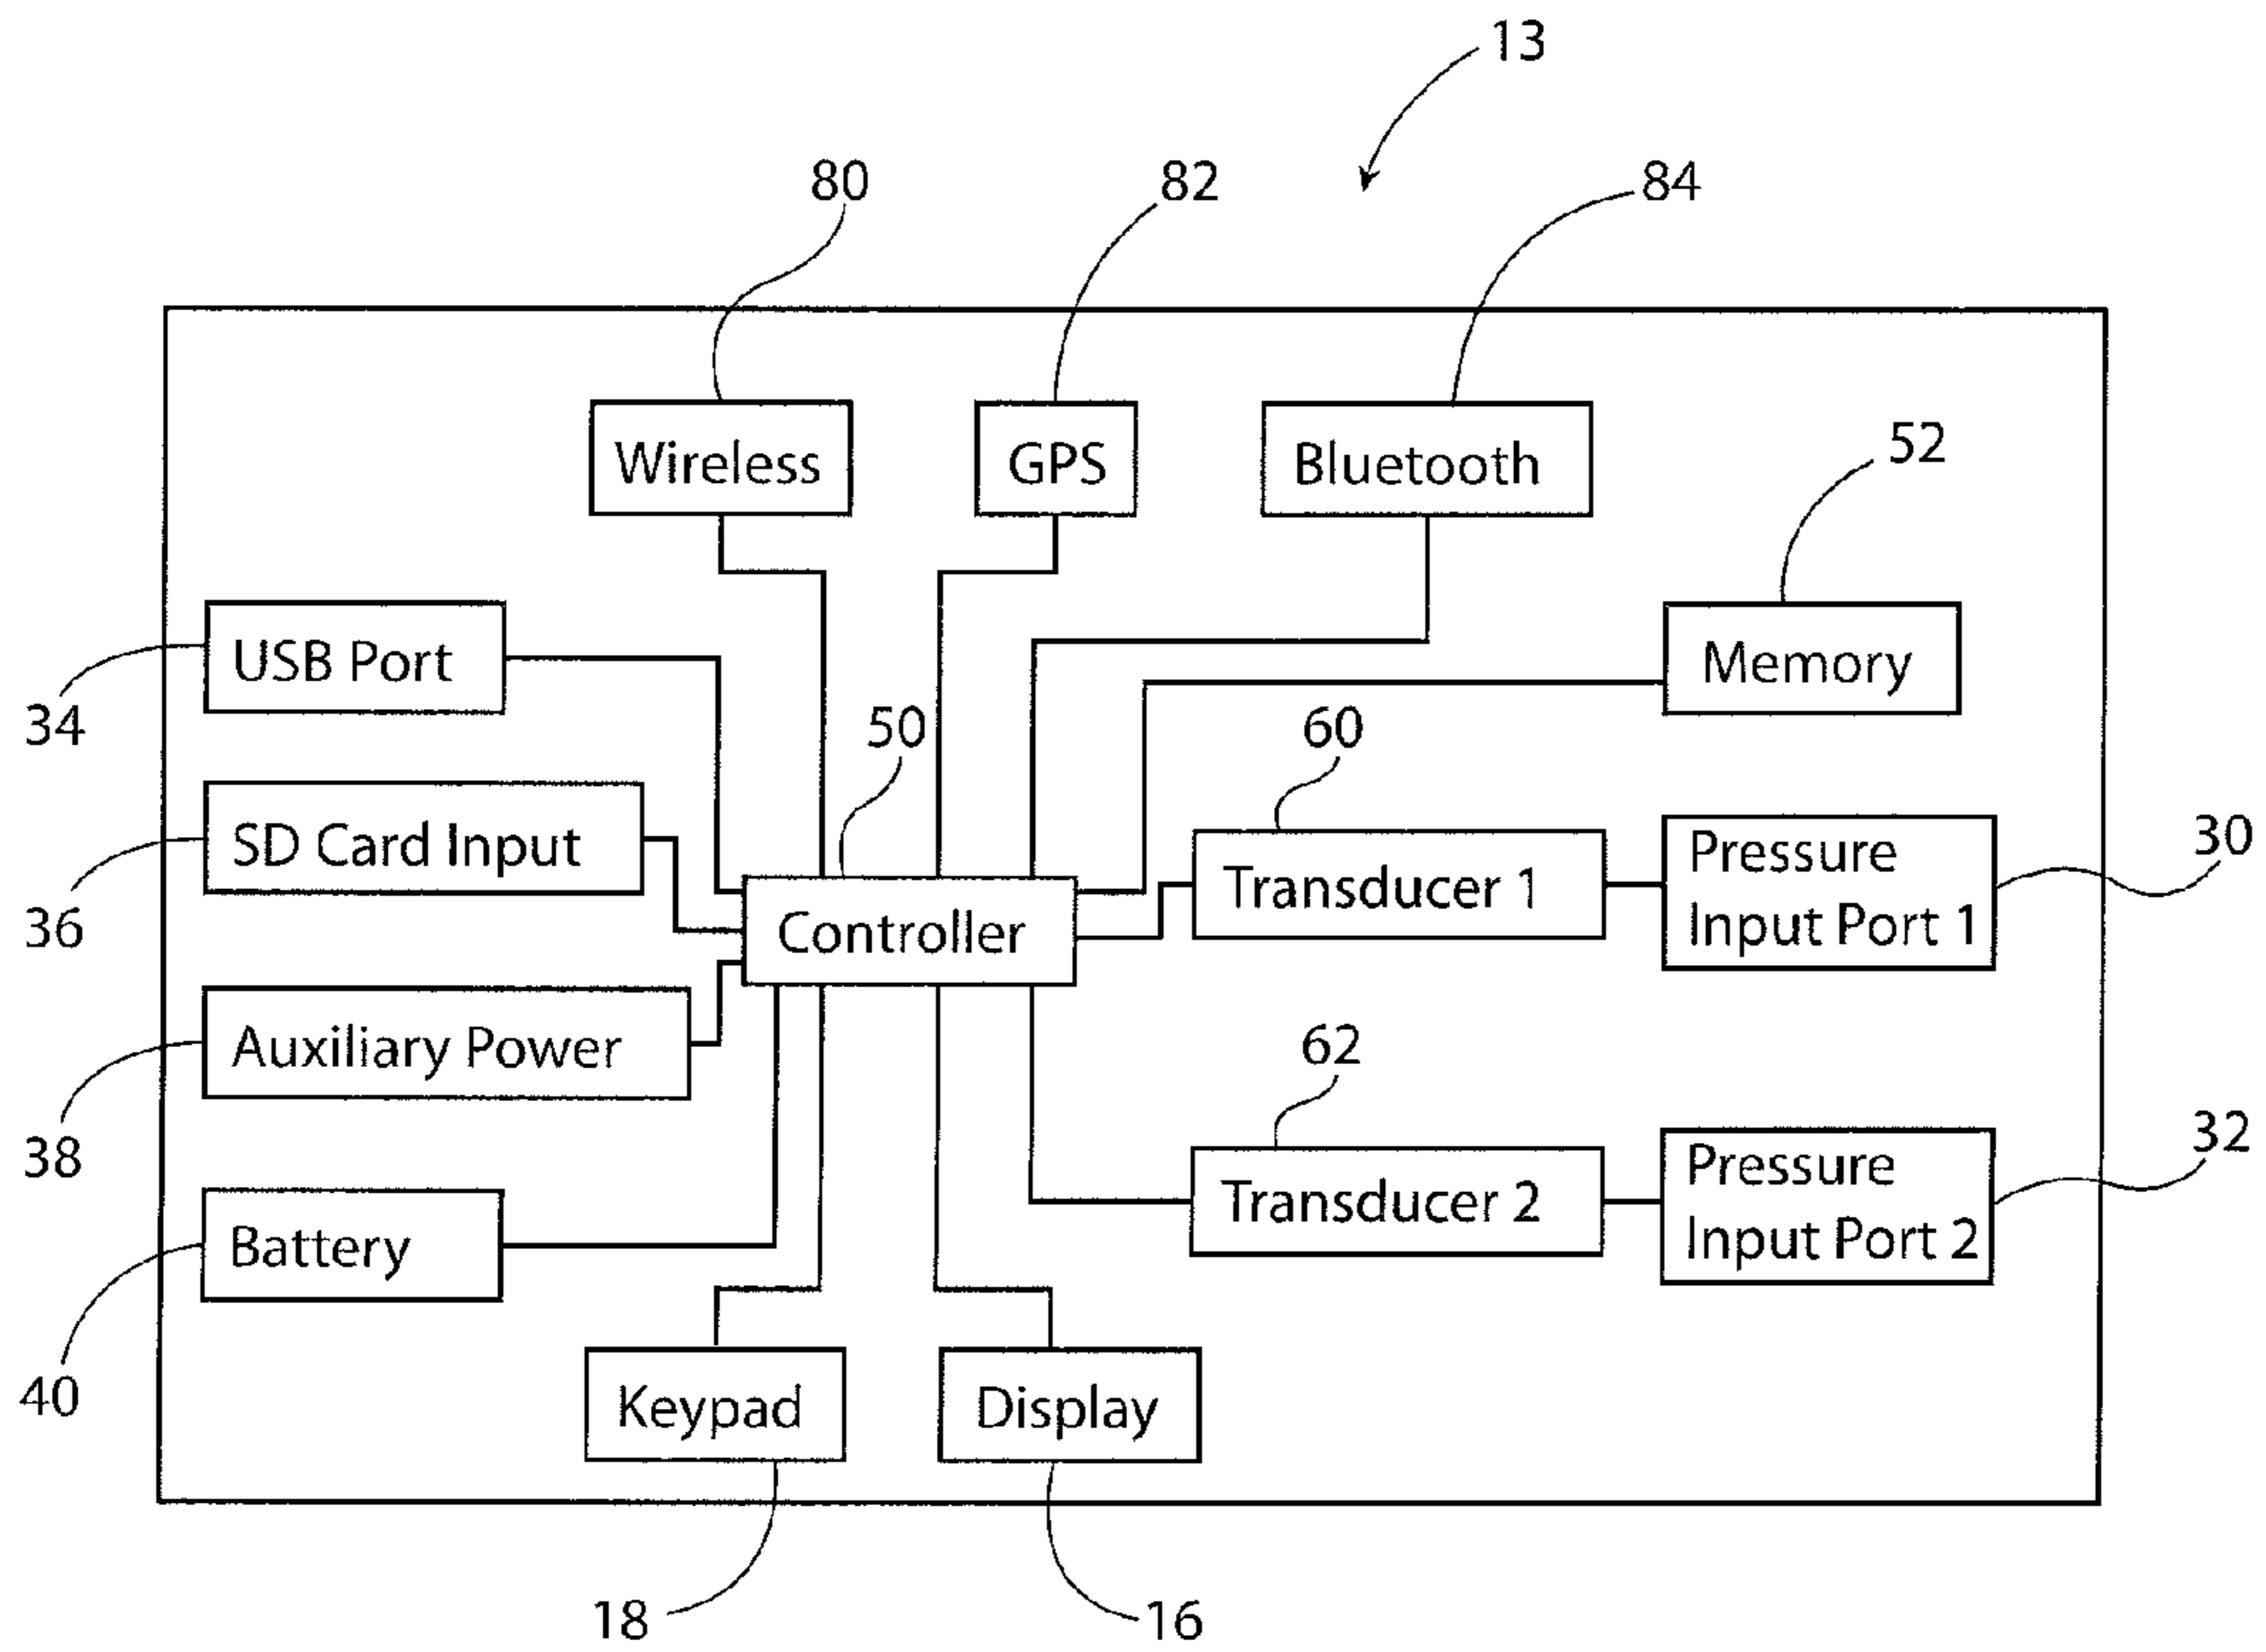 13
80
82
84
Wireless
GPS
Bluetooth
52
USB Port
Memory
34
50
60
SD Card Input
Transducer 1
Pressure
Input Port 1
30
36
Controller
Auxiliary Power
62
38
Transducer 2
Pressure
Input Port 2
32
Battery
40
Keypad
Display
18
16